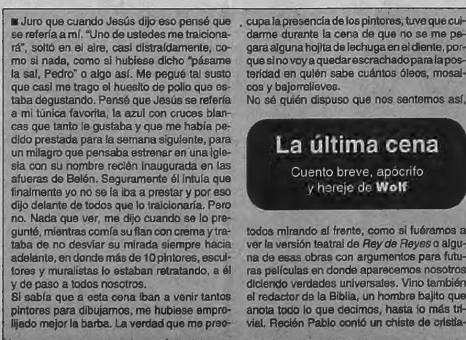 ■ Juro que cuando Jesús dijo eso pensé que
se refería a mí. "Uno de ustedes me traiciona-
rá", soltó en el aire, casi distraídamente, co-
mo si nada, como si hubiese dicho "pásame
la sal, Pedro" o algo así. Me pegué tal susto
que casi me trago el huesito de pollo que es-
taba degustando. Pensé que Jesús se refería
a mi túnica favorita, la azul con cruces blan-
cas que tanto le gustaba y que me había pe-
dido prestada para la semana siguiente, para
un milagro que pensaba estrenar en una igle-
sia con su nombre recién inaugurada en las
afueras de Belén. Seguramente él intuía que
finalmente yo no se la iba a prestar y por eso
dijo delante de todos que lo traicionaría. Pero
no. Nada que ver, me dijo cuando se lo pre-
gunté, mientras comía su flan con crema y tra-
taba de no desviar su mirada siempre hacia
adelante, en donde más de 10 pintores, escul-
tores y muralistas lo estaban retratando, a él
y de paso a todos nosotros.
Si sabía que a esta cena iban a venir tantos
pintores para dibujarnos, me hubiese empro-
lijado mejor la barba. La verdad que me preo-
cupa la presencia de los pintores, tuve que cui-
darme durante la cena de que no se me pe-
gara alguna hojita de lechuga en el diente, por-
que si no voy a quedar escrachado para la pos-
teridad en quién sabe cuántos óleos, mosai-
cos y bajorrelieves.
No sé quién dispuso que nos sentemos así,
La última cena
Cuento breve, apócrifo
y hereje de Wolf
todos mirando al frente, como si fuéramos a
ver la versión teatral de Rey de Reyes o algu-
na de esas obras con argumentos para futu-
ras películas en donde aparecemos nosotros
diciendo verdades universales. Vino también
el redactor de la Biblia, un hombre bajito que
anota todo lo que decimos, hasta lo más tri-
vial. Recién Pablo contó un chiste de cristia-